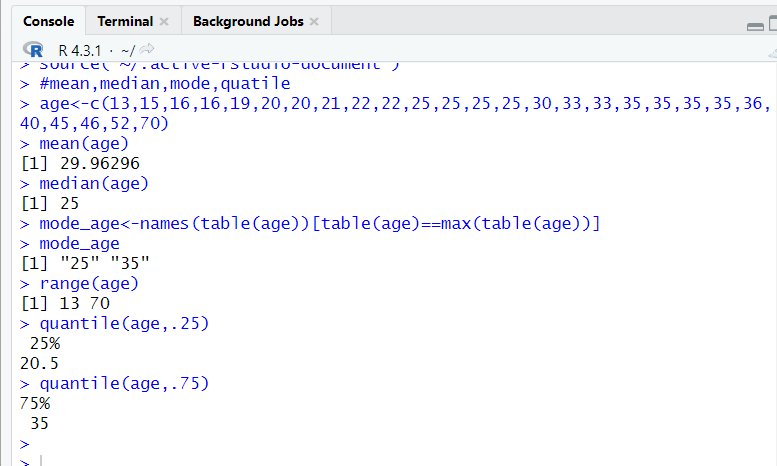 Console Terminal Background Jobs
R R 4.3.1 · ~/
> source("~/.active-rstudio-document")
> #mean,median,mode,quatile
> age<-c(13,15,16,16,19,20,20,21,22,22,25,25,25,25,30,33,33,35,35,35,35,36,
40,45,46,52,70)
> mean(age)
[1] 29.96296
> median(age)
[1] 25
> mode_age<-names(table(age))[table(age)==max(table(age))]
> mode_age
[1] "25" "35"
> range(age)
[1] 13 70
> quantile(age,.25)
25%
20.5
> quantile(age,.75)
75%
35
>
>